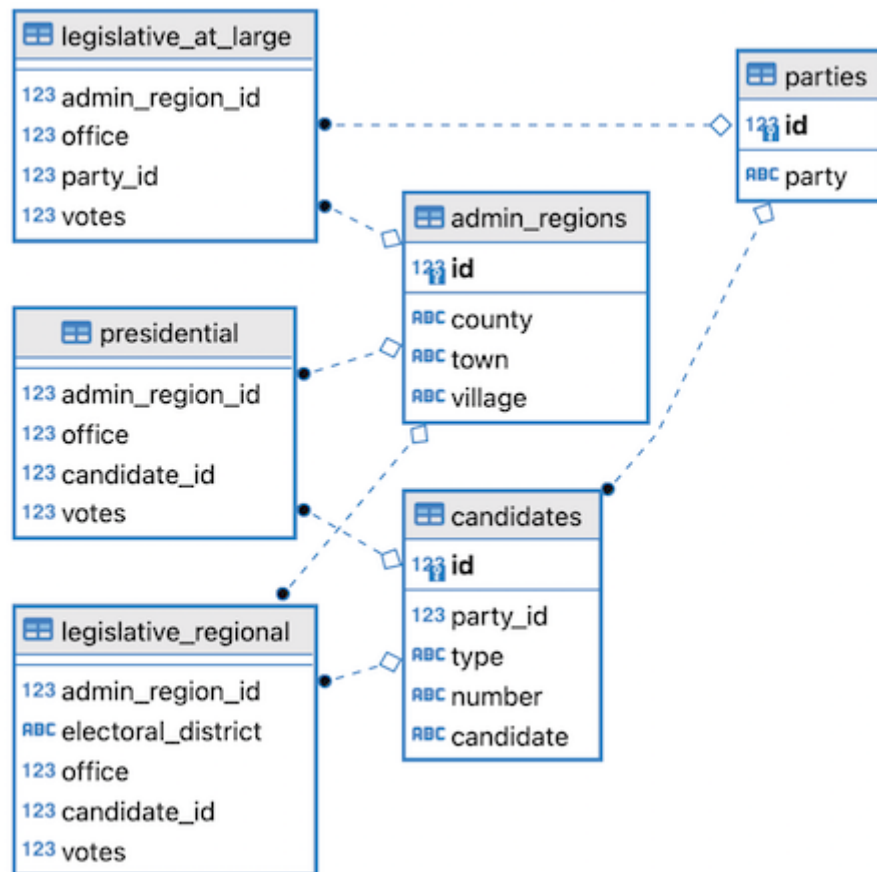 legislative_at_large
123 admin_region_id
123 office
123 party_id
123 votes
parties
123 id
ABC party
admin_regions
123 id
ABC county
ABC town
ABC village
presidential
123 admin_region_id
123 office
123 candidate_id
123 votes
candidates
123 id
123 party_id
ABC type
ABC number
ABC candidate
legislative_regional
123 admin_region_id
ABC electoral_district
123 office
123 candidate_id
123 votes